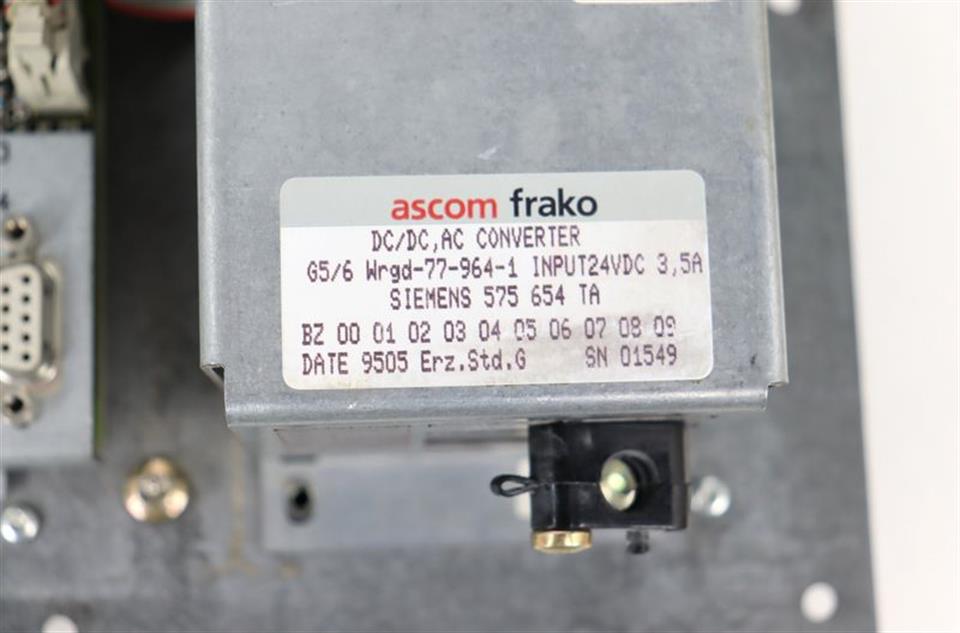 ascom frako
DC/DC,AC CONVERTER
G5/6 Wrgd-77-964-1 INPUT24VDC 3,5A
SIEMENS 575 654 TA
BZ 00 01 02 03 04 05 06 07 08 09
DATE 9505 Erz.Std.G SN 01549
4